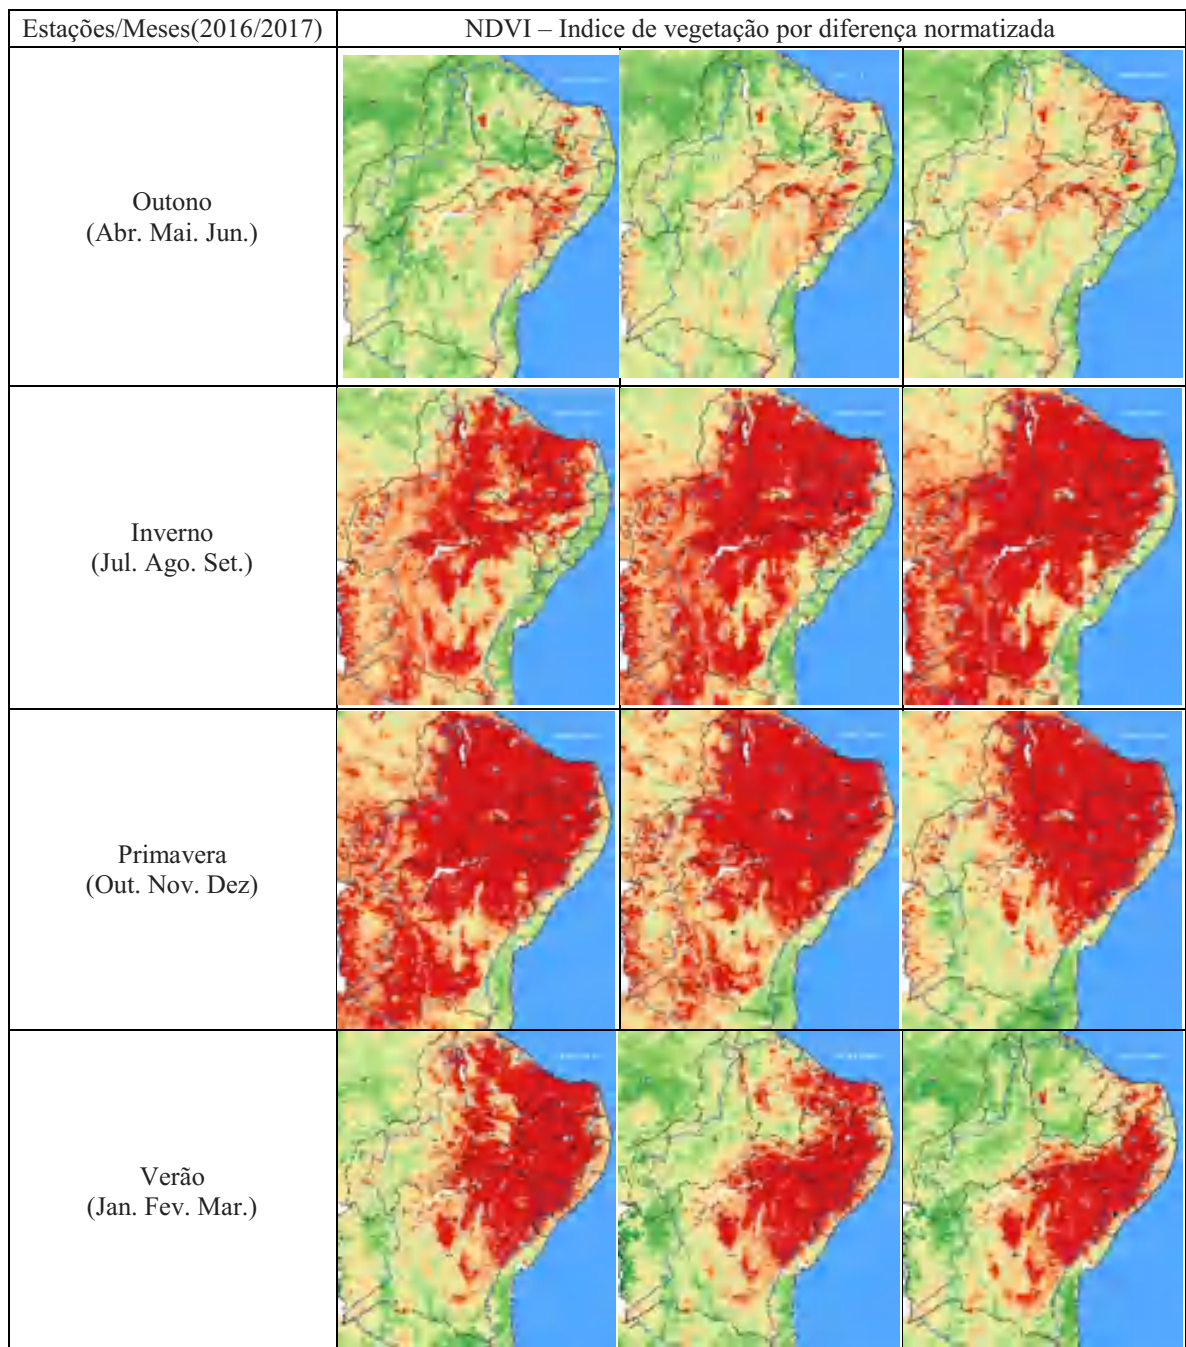 Estações/Meses(2016/2017)
NDVI – Indice de vegetação por diferença normatizada
Outono
(Abr. Mai. Jun.)
Inverno
(Jul. Ago. Set.)
Primavera
(Out. Nov. Dez)
Verão
(Jan. Fev. Mar.)